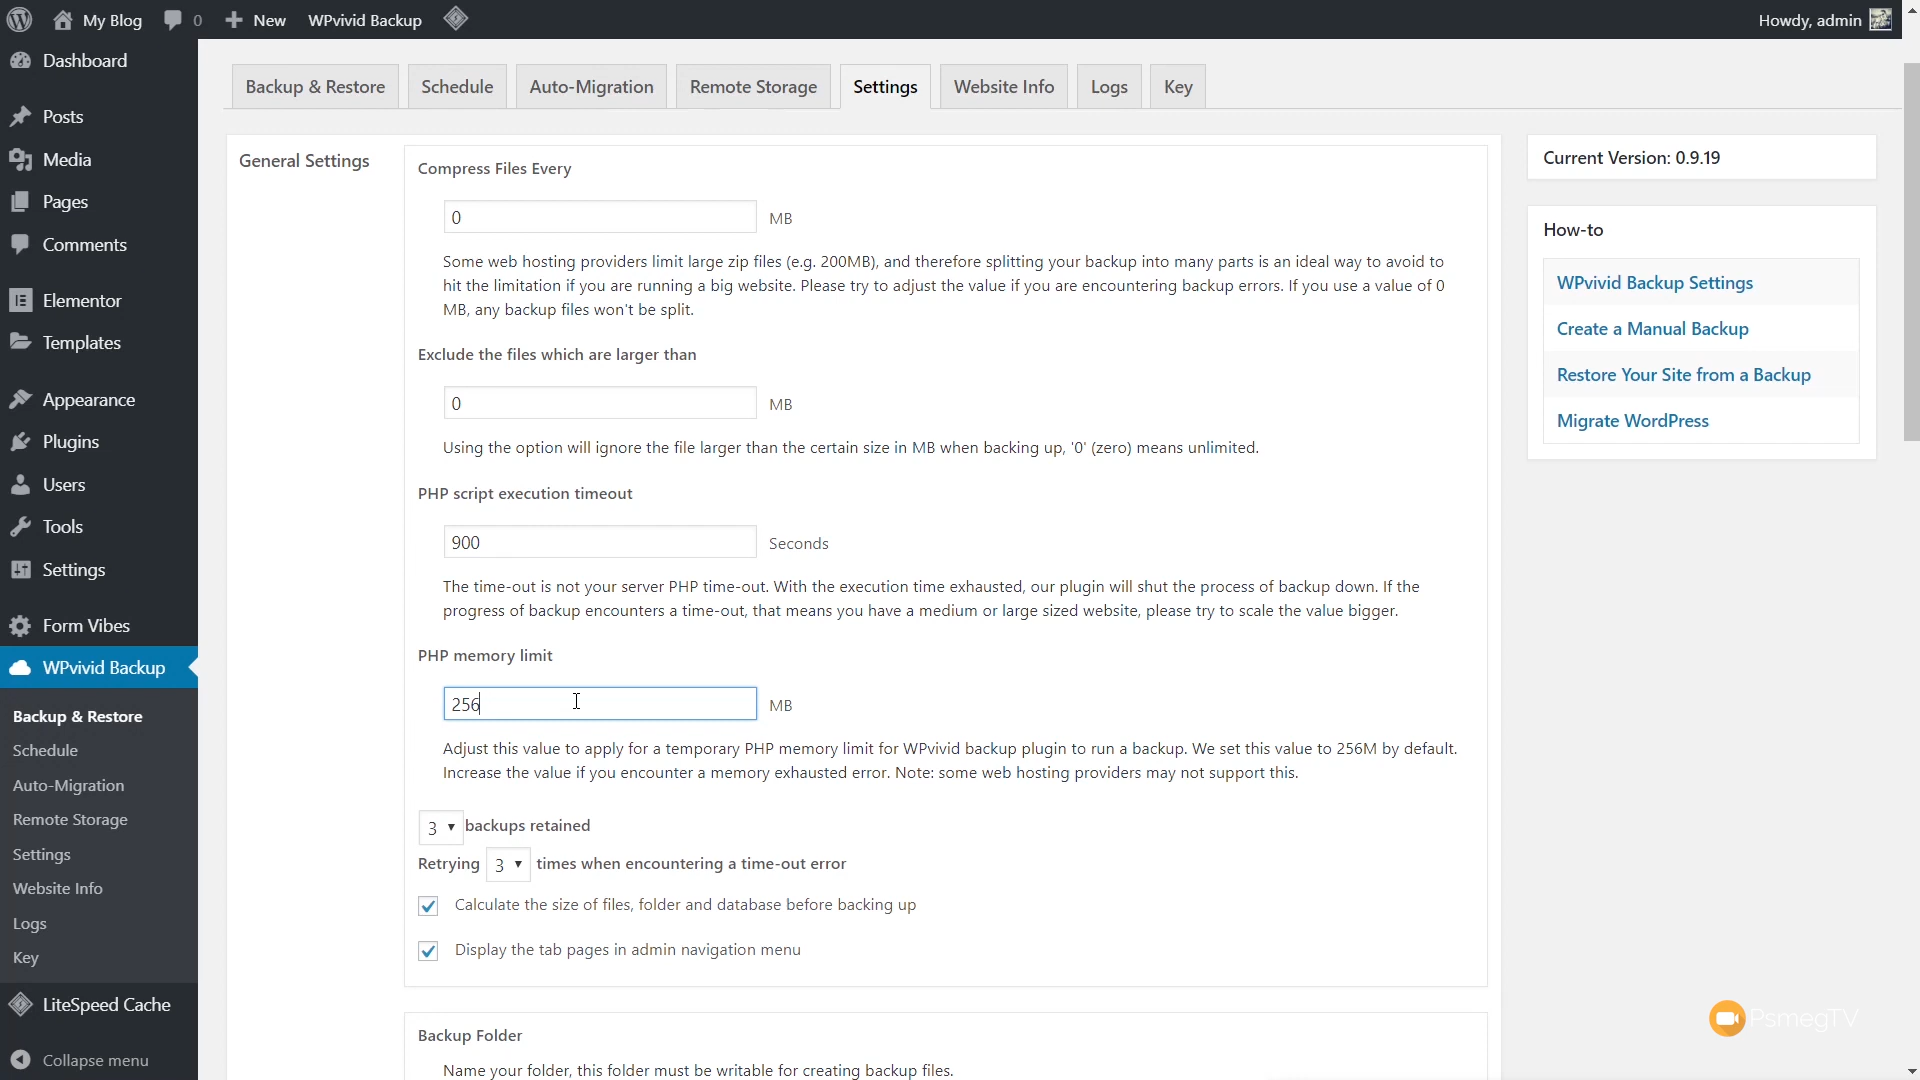 My Blog
0
New
WPvivid Backup
Howdy, admin
Dashboard
Posts
Media
Pages
Comments
Elementor
Templates
Appearance
Plugins
Users
Tools
Settings
Form Vibes
WPvivid Backup
Backup & Restore
Schedule
Auto-Migration
Remote Storage
Settings
Website Info
Logs
Key
LiteSpeed Cache
Collapse menu
Backup & Restore
Schedule
Auto-Migration
Remote Storage
Settings
Website Info
Logs
Key
General Settings
Compress Files Every
0 MB
Some web hosting providers limit large zip files (e.g. 200MB), and therefore splitting your backup into many parts is an ideal way to avoid to
hit the limitation if you are running a big website. Please try to adjust the value if you are encountering backup errors. If you use a value of 0
MB, any backup files won't be split.
Exclude the files which are larger than
0 MB
Using the option will ignore the file larger than the certain size in MB when backing up, '0' (zero) means unlimited.
PHP script execution timeout
900 Seconds
The time-out is not your server PHP time-out. With the execution time exhausted, our plugin will shut the process of backup down. If the
progress of backup encounters a time-out, that means you have a medium or large sized website, please try to scale the value bigger.
PHP memory limit
256 MB
Adjust this value to apply for a temporary PHP memory limit for WPvivid backup plugin to run a backup. We set this value to 256M by default.
Increase the value if you encounter a memory exhausted error. Note: some web hosting providers may not support this.
3 backups retained
Retrying 3 times when encountering a time-out error
Calculate the size of files, folder and database before backing up
Display the tab pages in admin navigation menu
Backup Folder
Name your folder, this folder must be writable for creating backup files.
Current Version: 0.9.19
How-to
WPvivid Backup Settings
Create a Manual Backup
Restore Your Site from a Backup
Migrate WordPress
PsmegTV